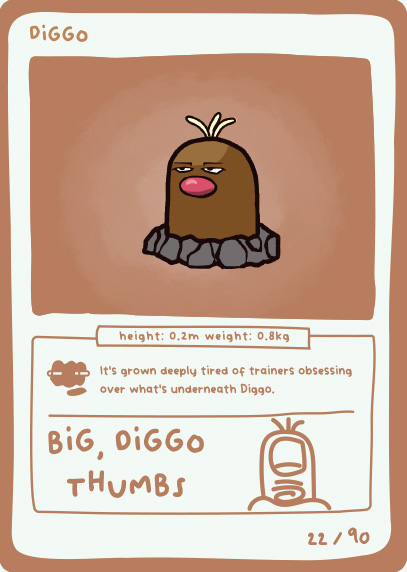 DiGGO
height: 0.2m weight: 0.8kg
It's grown deeply tired of trainers obsessing
over what's underneath Diggo.
BiG, DiGGO
THUMBS
22 / 90